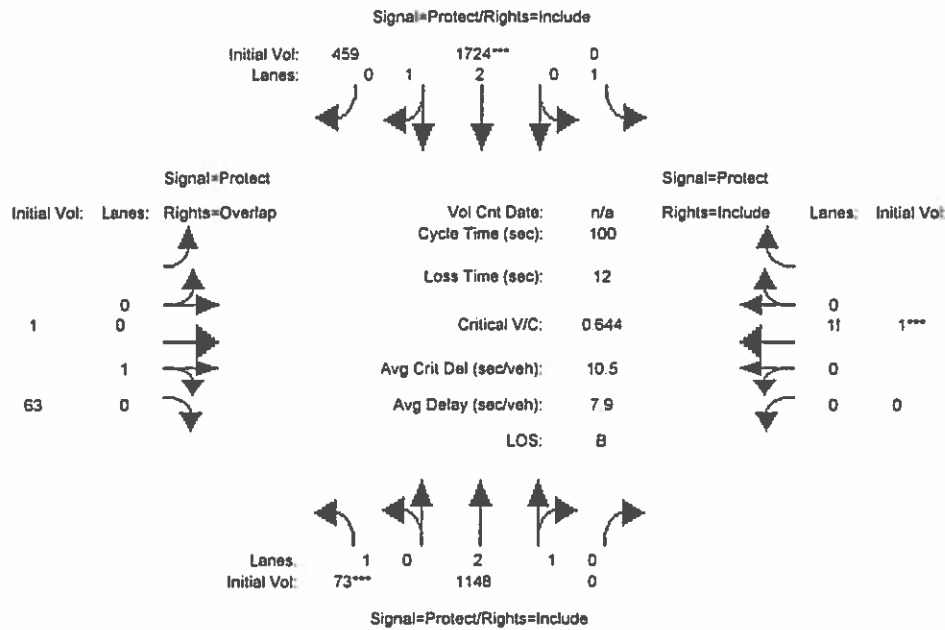 Signal=Protect/Rights=Include
Initial Vol: 459 1724*** 0
Lanes: 0 1 2 0 1
Signal=Protect Signal=Protect
Initial Vol: Lanes: Rights=Overlap Vol Cnt Date: n/a Rights=Include Lanes: Initial Vol:
Cycle Time (sec): 100
Loss Time (sec): 12
0 0
1 0 Critical V/C: 0.644 1! 1***
1 Avg Crit Del (sec/veh): 10.5 0
63 0 Avg Delay (sec/veh): 7.9 0 0
LOS: B
Lanes: 1 0 2 1 0
Initial Vol: 73*** 1148 0
Signal=Protect/Rights=Include